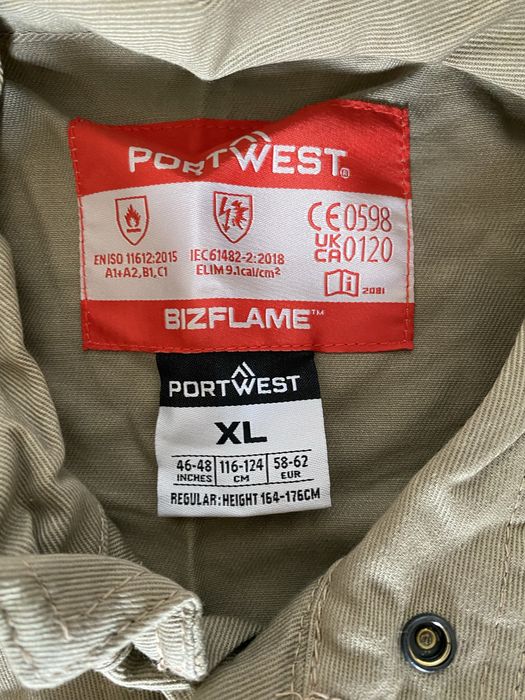 PORTWEST®
EN ISO 11612:2015
A1+A2, B1, C1
IEC 61482-2:2018
ELIM 9.1cal/cm²
CE 0598
UK
CA 0120
i 2081
BIZFLAME™
PORTWEST
XL
46-48 116-124 58-62
INCHES CM EUR
REGULAR: HEIGHT 164-176CM